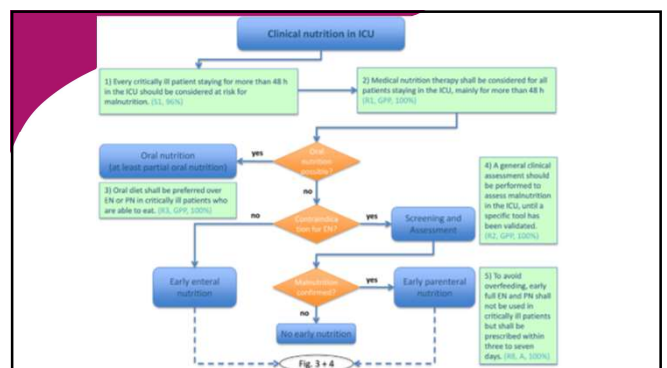 Clinical nutrition in ICU
1) Every critically ill patient staying for more than 48 h
in the ICU should be considered at risk for
malnutrition. (S1, 96%)
2) Medical nutrition therapy shall be considered for all
patients staying in the ICU, mainly for more than 48 h
(R1, GPP, 100%)
Oral nutrition
(at least partial oral nutrition)
yes
Oral
nutrition
possible?
3) Oral diet shall be preferred over
EN or PN in critically ill patients who
are able to eat. (R3, GPP, 100%)
no
4) A general clinical
assessment should
be performed to
assess malnutrition
in the ICU, until a
specific tool has
been validated.
(R2, GPP, 100%)
no
Contraindica
tion for EN?
yes
Screening and
Assessment
Early enteral
nutrition
Malnutrition
confirmed?
yes
Early parenteral
nutrition
5) To avoid
overfeeding, early
full EN and PN shall
not be used in
critically ill patients
but shall be
prescribed within
three to seven
days. (R8, A, 100%)
no
No early nutrition
Fig. 3 + 4